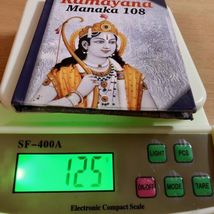 Ramayana
Manaka 108
SF-400A
125
LIGHT
PCS
ON/OFF
MODE
TARE
Electronic Compact Scale